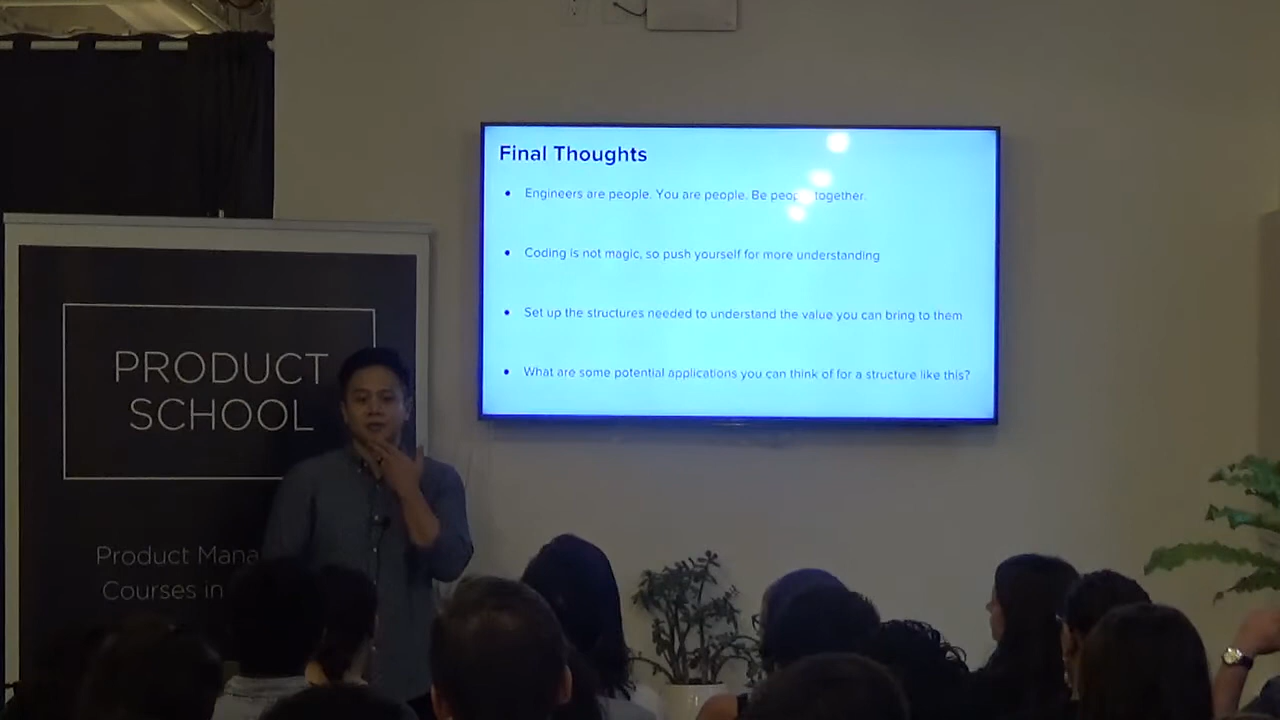 Final Thoughts
• Engineers are people. You are people. Be people together.
• Coding is not magic, so push yourself for more understanding
• Set up the structures needed to understand the value you can bring to them
• What are some potential applications you can think of for a structure like this?
PRODUCT
SCHOOL
Product Mana
Courses in